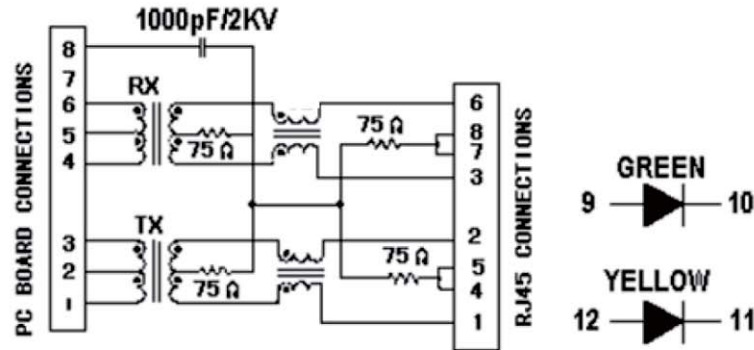 1000pF/2KV
PC BOARD CONNECTIONS
8
7
6
5
4
3
2
1
RX
75 Ω
TX
75 Ω
75 Ω
75 Ω
6
8
7
3
2
5
4
1
RJ45 CONNECTIONS
GREEN
9 10
YELLOW
12 11